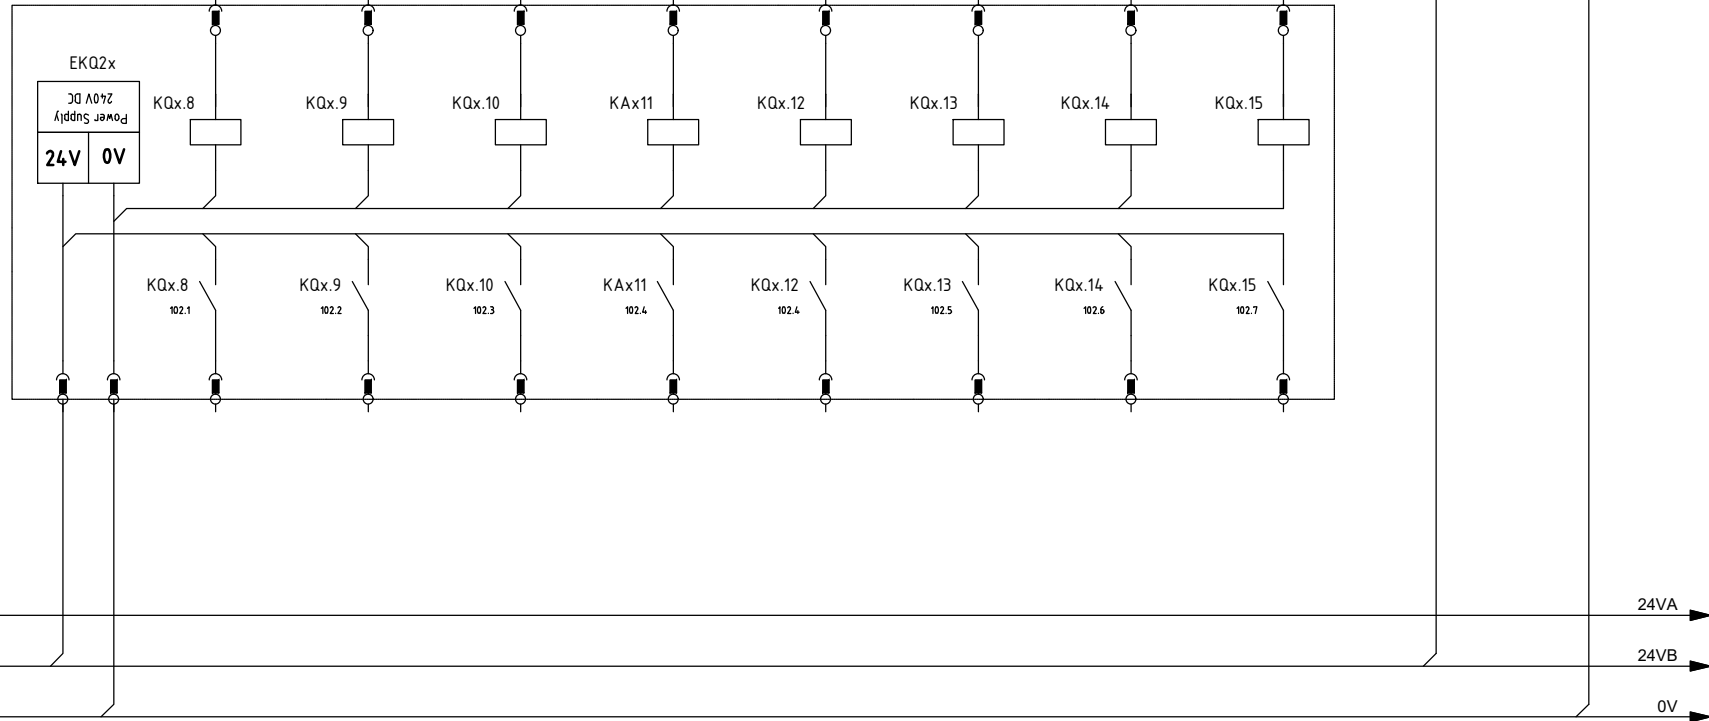 EKQ2x
Power Supply
240V DC
24V 0V
KQx.8 KQx.9 KQx.10 KAx11 KQx.12 KQx.13 KQx.14 KQx.15
KQx.8 KQx.9 KQx.10 KAx11 KQx.12 KQx.13 KQx.14 KQx.15
102.1 102.2 102.3 102.4 102.4 102.5 102.6 102.7
24VA
24VB
0V